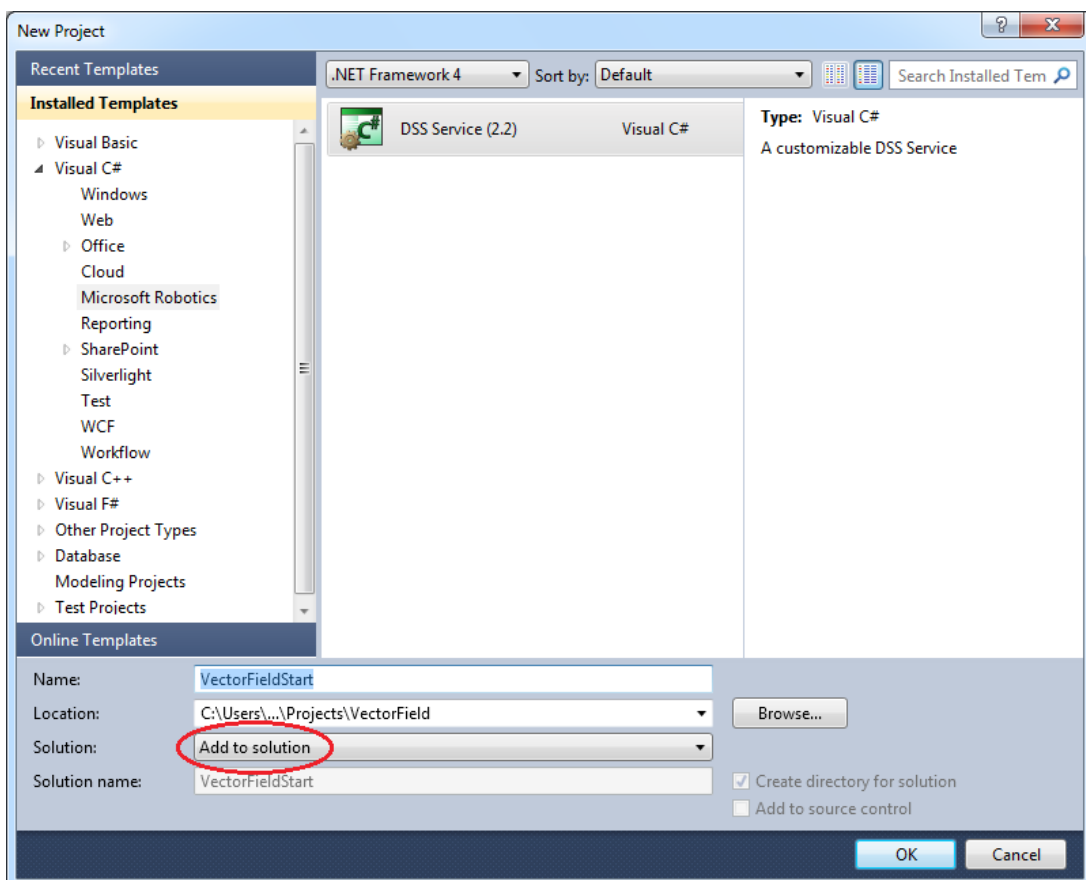 New Project
Recent Templates
Installed Templates
Visual Basic
Visual C#
Windows
Web
Office
Cloud
Microsoft Robotics
Reporting
SharePoint
Silverlight
Test
WCF
Workflow
Visual C++
Visual F#
Other Project Types
Database
Modeling Projects
Test Projects
Online Templates
.NET Framework 4 Sort by: Default Search Installed Tem
DSS Service (2.2) Visual C#
Type: Visual C#
A customizable DSS Service
Name: VectorFieldStart
Location: C:\Users\...\Projects\VectorField Browse...
Solution: Add to solution
Solution name: VectorFieldStart Create directory for solution
Add to source control
OK Cancel